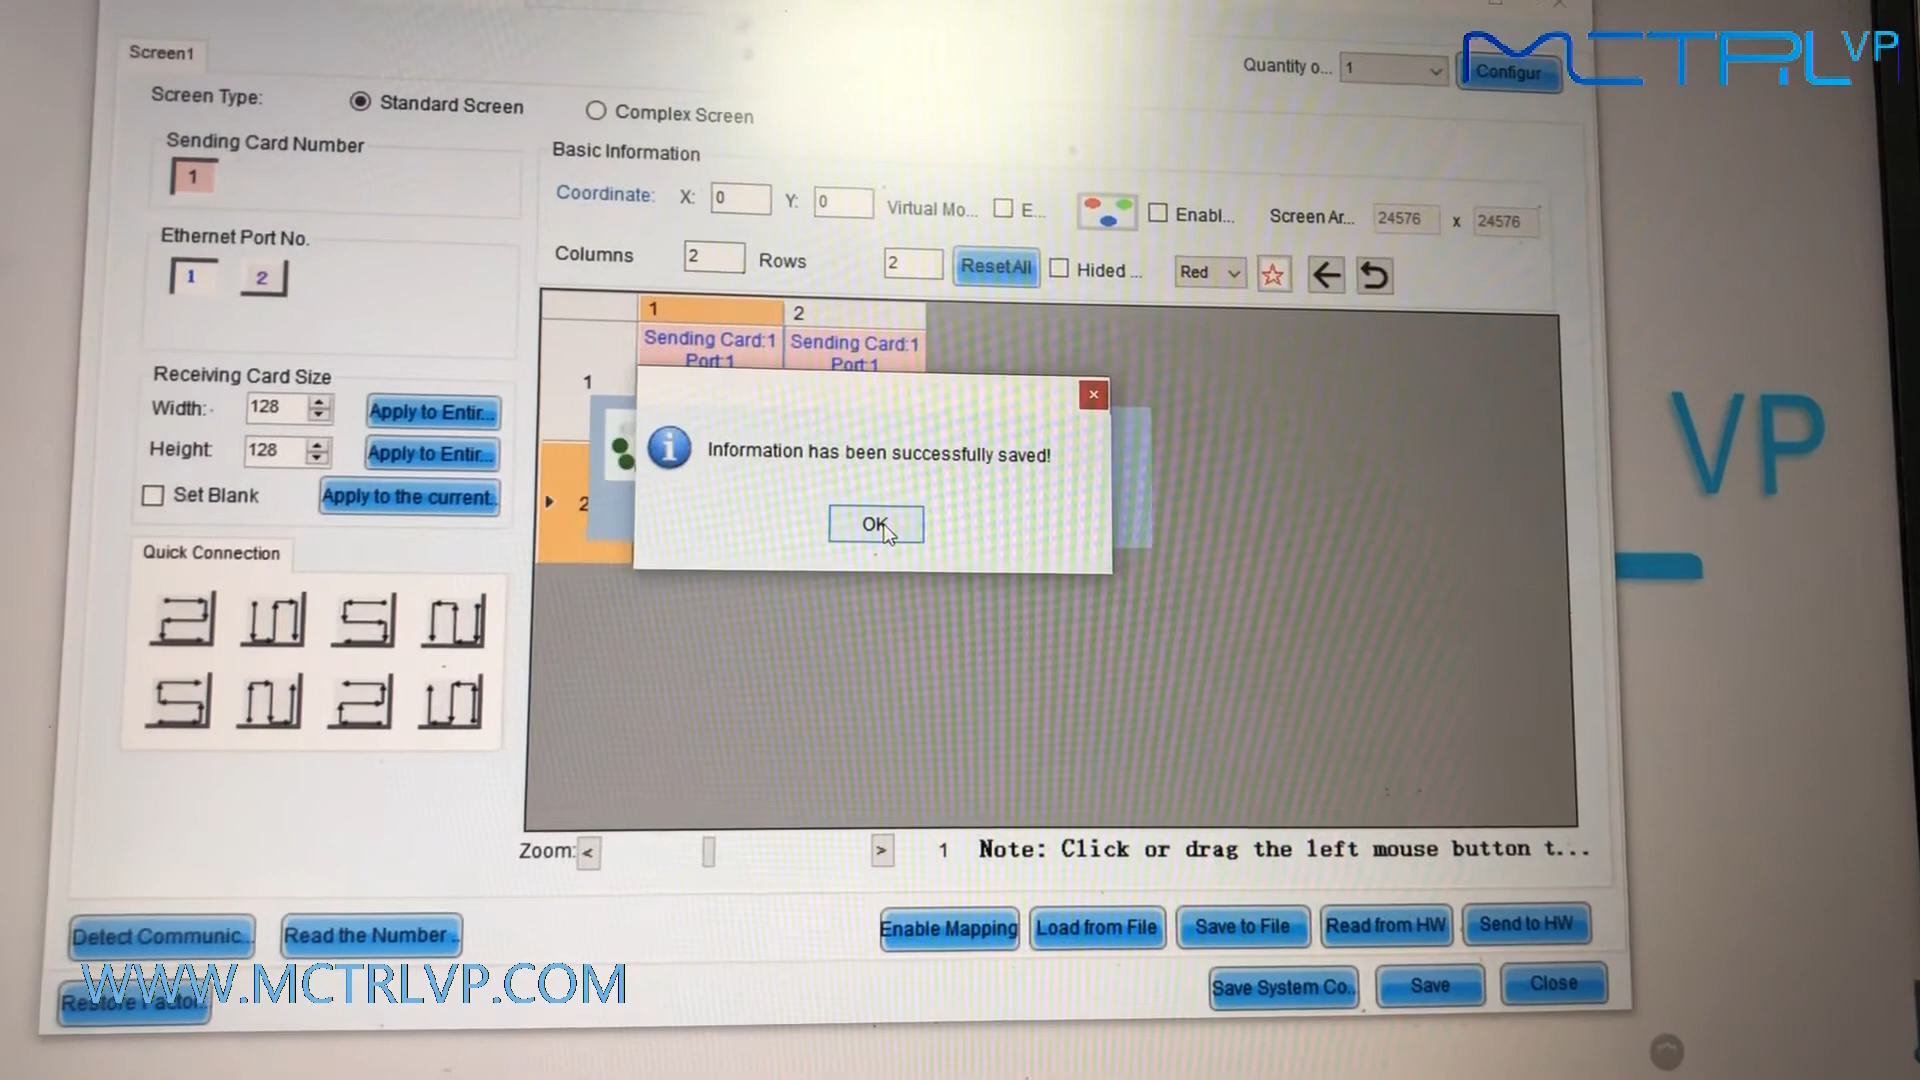 Screen1
Quantity o... 1 Configur
MCTRL VP
Screen Type: Standard Screen Complex Screen
Sending Card Number
1
Basic Information
Coordinate: X: 0 Y: 0 Virtual Mo... E... Enabl... Screen Ar... 24576 x 24576
Ethernet Port No.
1 2
Columns 2 Rows 2 ResetAll Hided ... Red
1 2
Sending Card:1 Sending Card:1
Port:1 Port:1
1
2
Receiving Card Size
Width: 128 Apply to Entir...
Height: 128 Apply to Entir...
Set Blank Apply to the current.
Information has been successfully saved!
OK
VP
Quick Connection
Zoom: < > 1 Note: Click or drag the left mouse button t...
Detect Communic... Read the Number .. Enable Mapping Load from File Save to File Read from HW Send to HW
WWW.MCTRLVP.COM
Restore Factor.. Save System Co.. Save Close